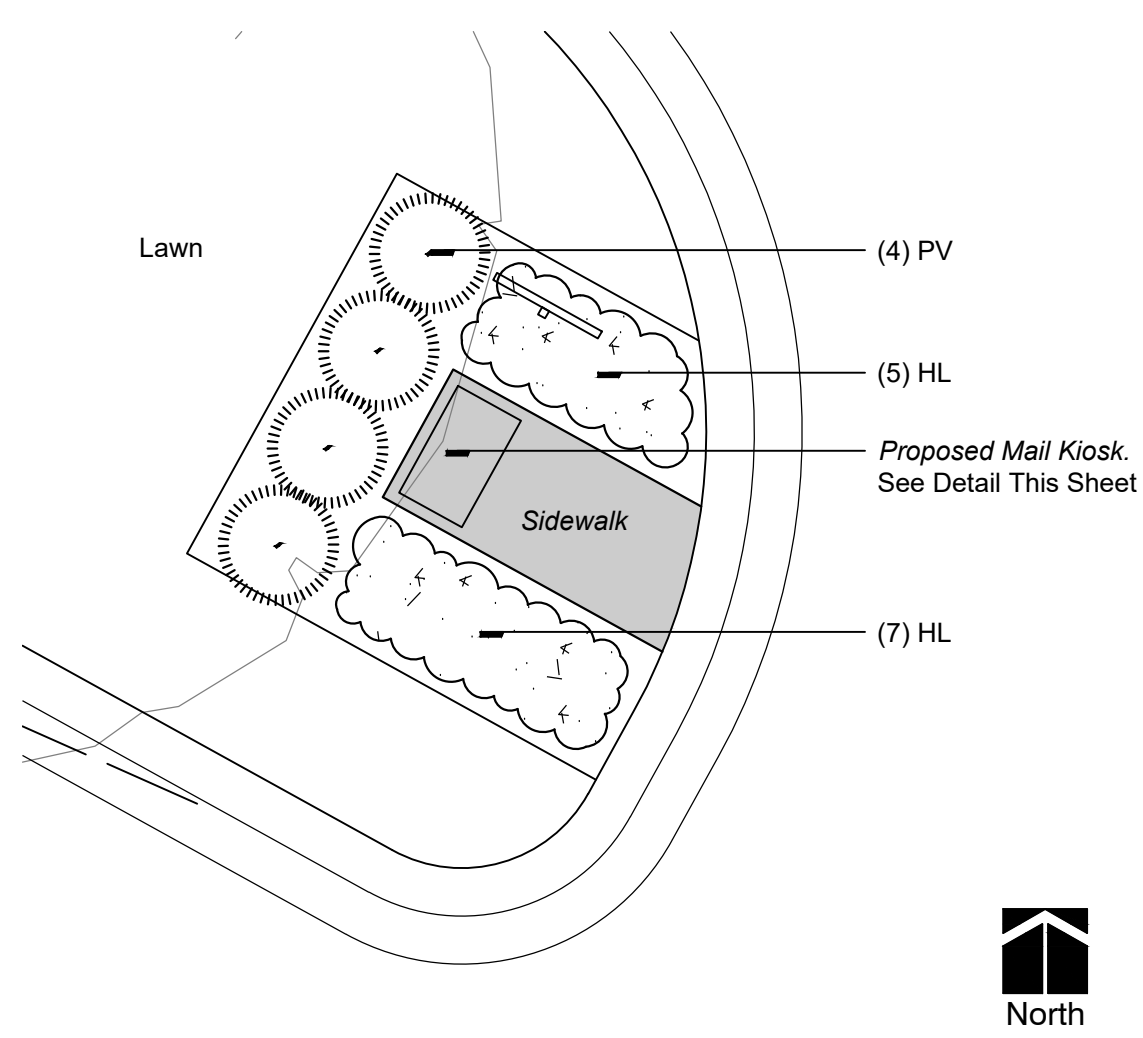 Lawn
(4) PV
(5) HL
Proposed Mail Kiosk.
See Detail This Sheet
Sidewalk
(7) HL
North